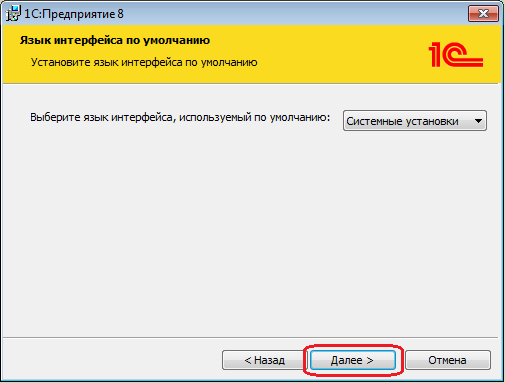 1С:Предприятие 8
Язык интерфейса по умолчанию
Установите язык интерфейса по умолчанию
1С
Выберите язык интерфейса, используемый по умолчанию:
Системные установки
< Назад
Далее >
Отмена